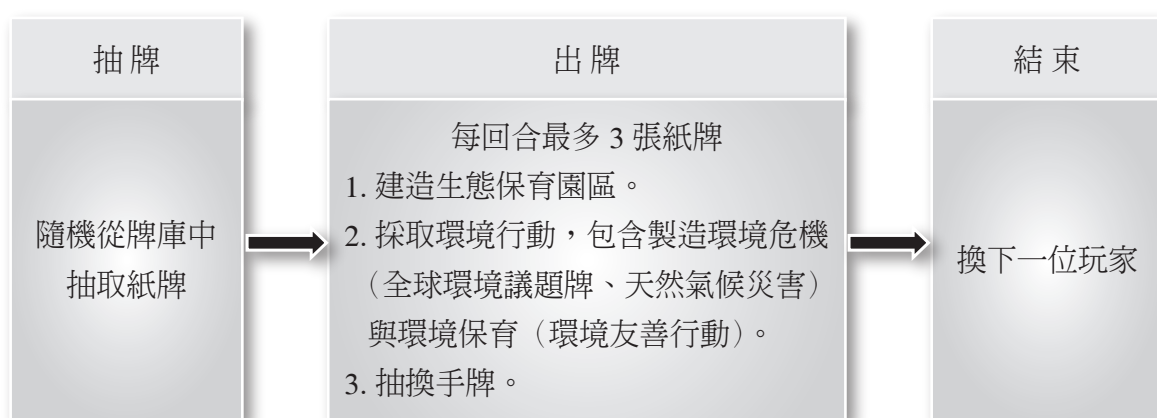 抽牌
隨機從牌庫中
抽取紙牌
出牌
每回合最多 3 張紙牌
1. 建造生態保育園區。
2. 採取環境行動，包含製造環境危機
（全球環境議題牌、天然氣候災害）
與環境保育（環境友善行動）。
3. 抽換手牌。
結束
換下一位玩家